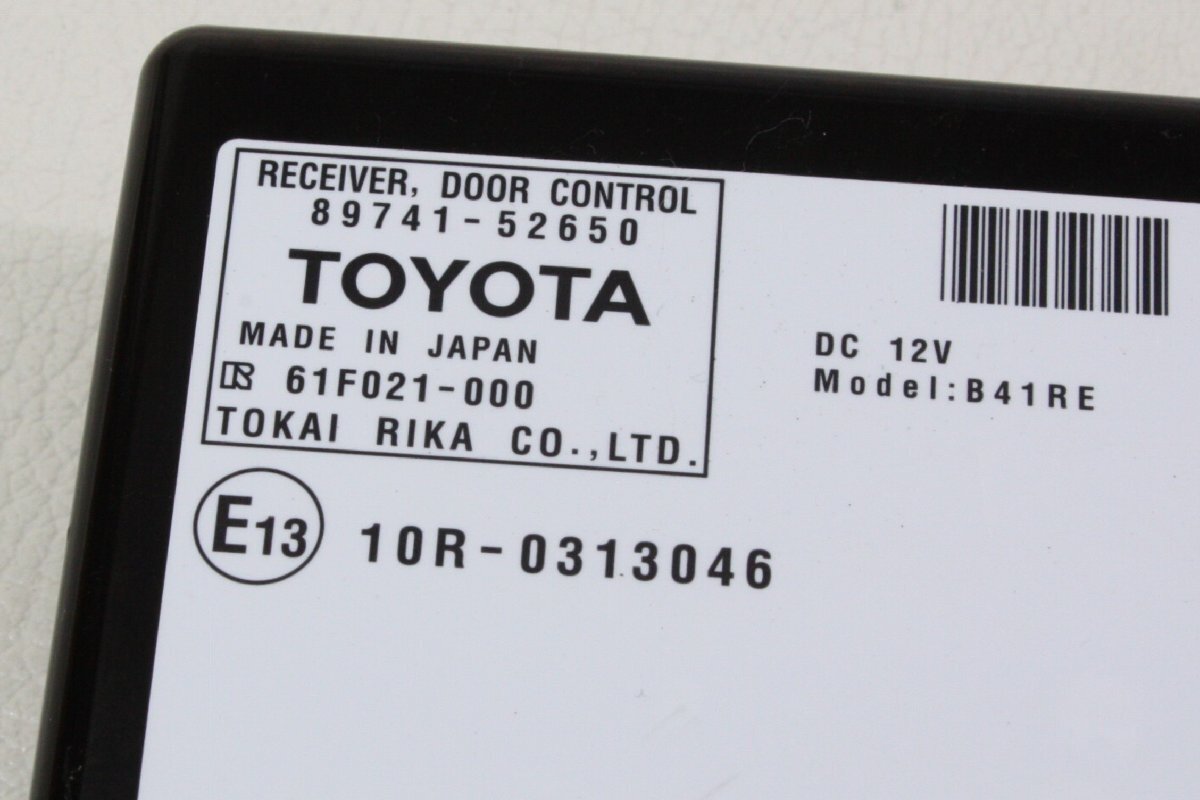 RECEIVER, DOOR CONTROL
89741-52650
TOYOTA
MADE IN JAPAN
61F021-000
TOKAI RIKA CO.,LTD.
DC 12V
Model:B41RE
E13 10R-0313046